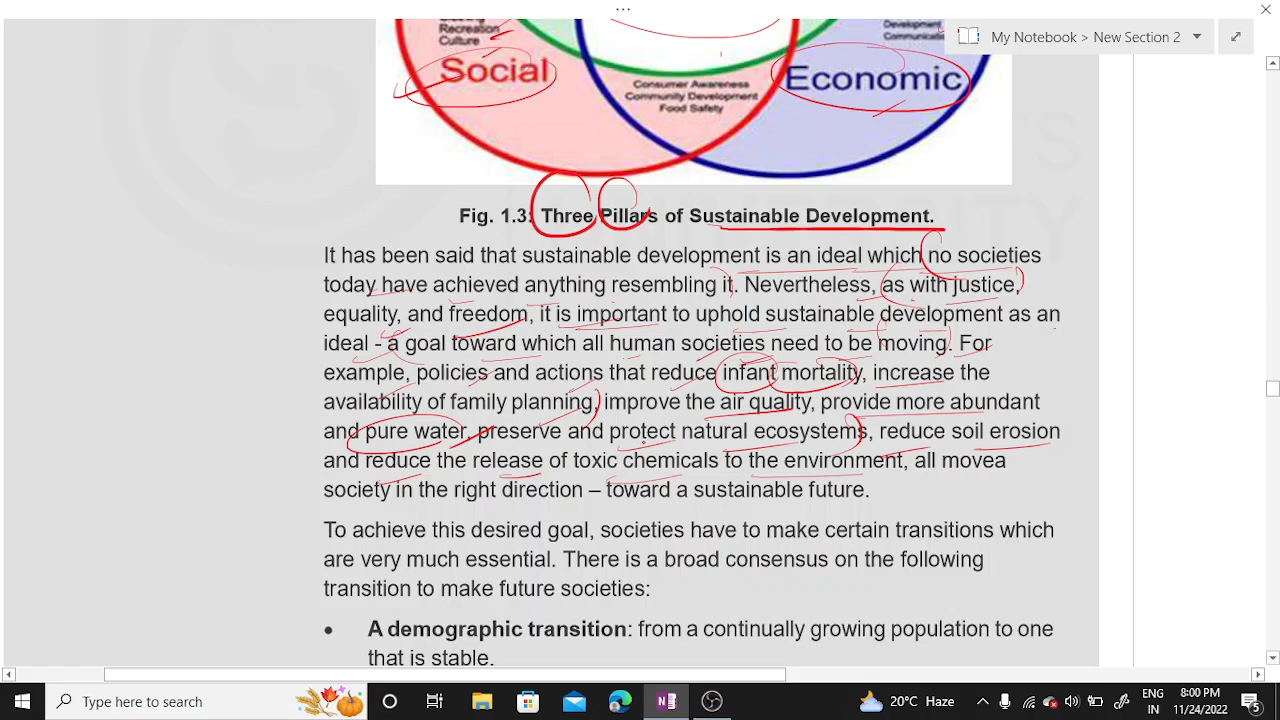 ...
My Notebook > New Section 2
Recreation
Culture
Development
Social
Economic
Consumer Awareness
Community Development
Food Safety
Fig. 1.3: Three Pillars of Sustainable Development.
It has been said that sustainable development is an ideal which no societies
today have achieved anything resembling it. Nevertheless, as with justice,
equality, and freedom, it is important to uphold sustainable development as an
ideal - a goal toward which all human societies need to be moving. For
example, policies and actions that reduce infant mortality, increase the
availability of family planning, improve the air quality, provide more abundant
and pure water, preserve and protect natural ecosystems, reduce soil erosion
and reduce the release of toxic chemicals to the environment, all movea
society in the right direction – toward a sustainable future.
To achieve this desired goal, societies have to make certain transitions which
are very much essential. There is a broad consensus on the following
transition to make future societies:
• A demographic transition: from a continually growing population to one
that is stable.
Type here to search
20°C Haze
ENG
IN
8:00 PM
11/24/2022
5